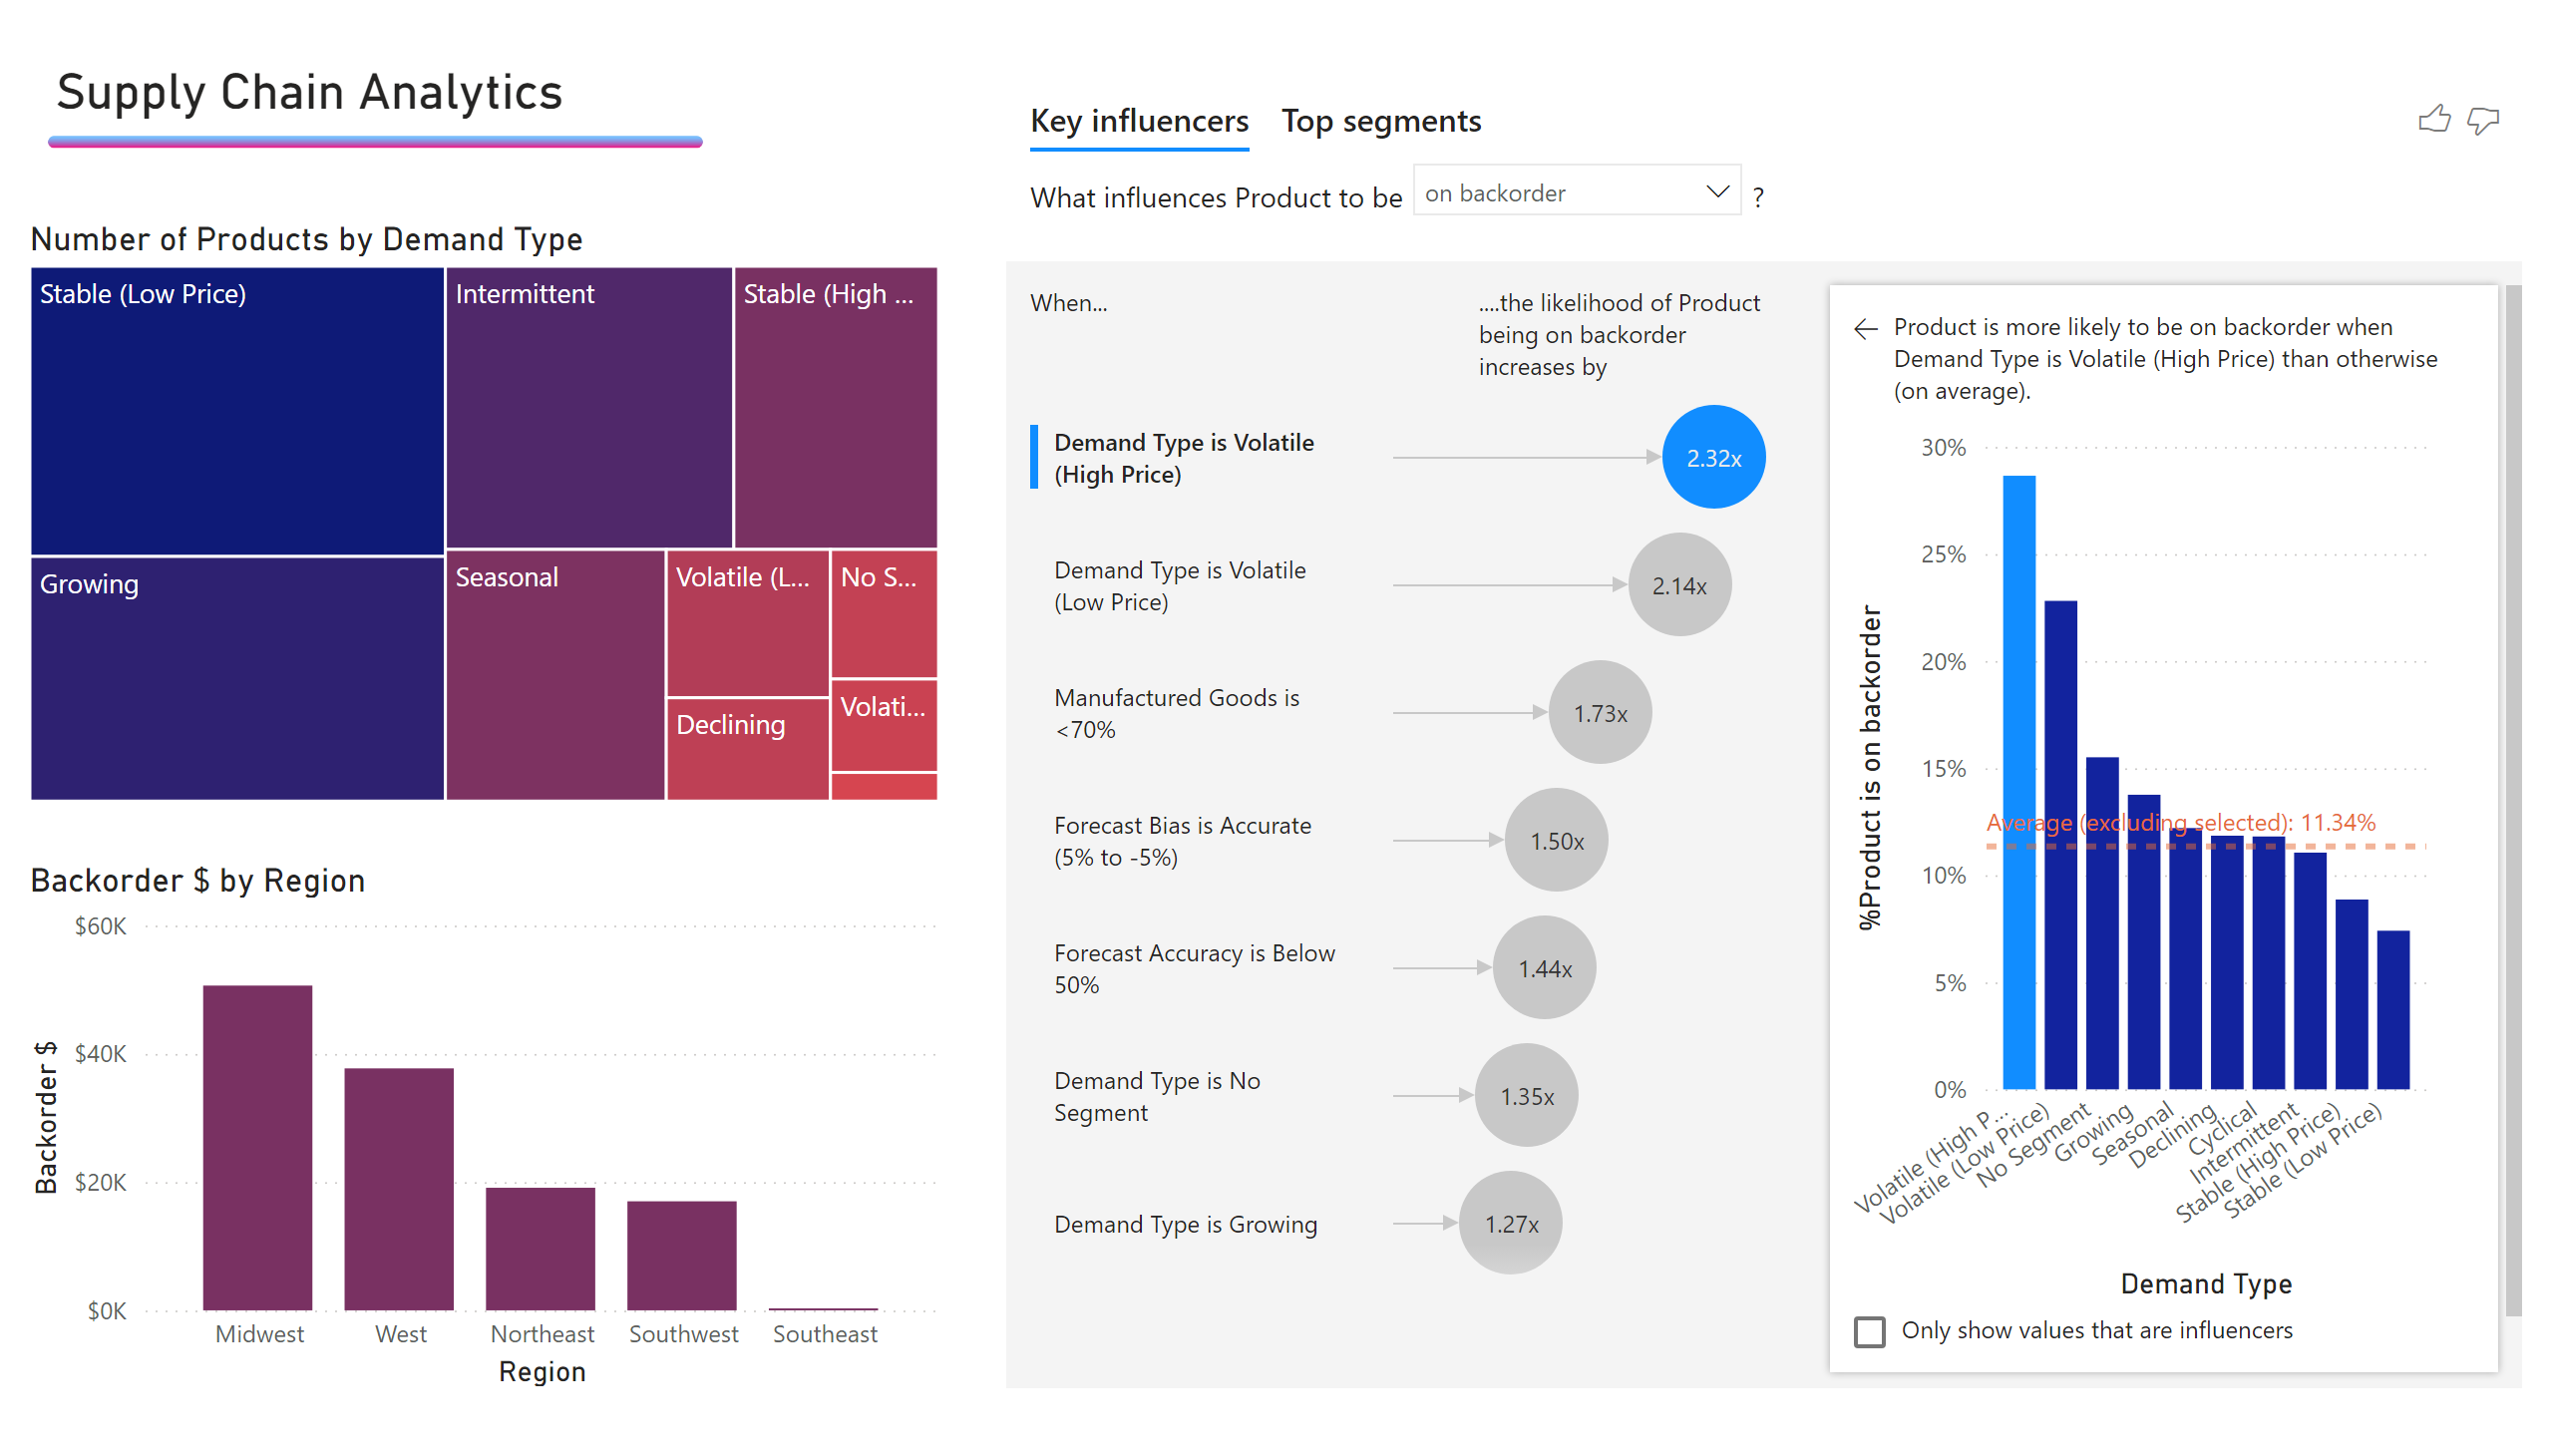 Supply Chain Analytics
Number of Products by Demand Type
Stable (Low Price)
Intermittent
Stable (High ...
Growing
Seasonal
Volatile (L...
No S...
Declining
Volati...
Backorder $ by Region
$60K
$40K
$20K
$0K
Backorder $
Midwest
West
Northeast
Southwest
Southeast
Region
Key influencers
Top segments
What influences Product to be
on backorder
?
When...
....the likelihood of Product
being on backorder
increases by
Demand Type is Volatile
(High Price)
2.32x
Demand Type is Volatile
(Low Price)
2.14x
Manufactured Goods is
<70%
1.73x
Forecast Bias is Accurate
(5% to -5%)
1.50x
Forecast Accuracy is Below
50%
1.44x
Demand Type is No
Segment
1.35x
Demand Type is Growing
1.27x
Product is more likely to be on backorder when
Demand Type is Volatile (High Price) than otherwise
(on average).
30%
25%
20%
15%
10%
5%
0%
%Product is on backorder
Average (excluding selected): 11.34%
Volatile (High P...
Volatile (Low Price)
No Segment
Growing
Seasonal
Declining
Cyclical
Intermittent
Stable (High Price)
Stable (Low Price)
Demand Type
Only show values that are influencers